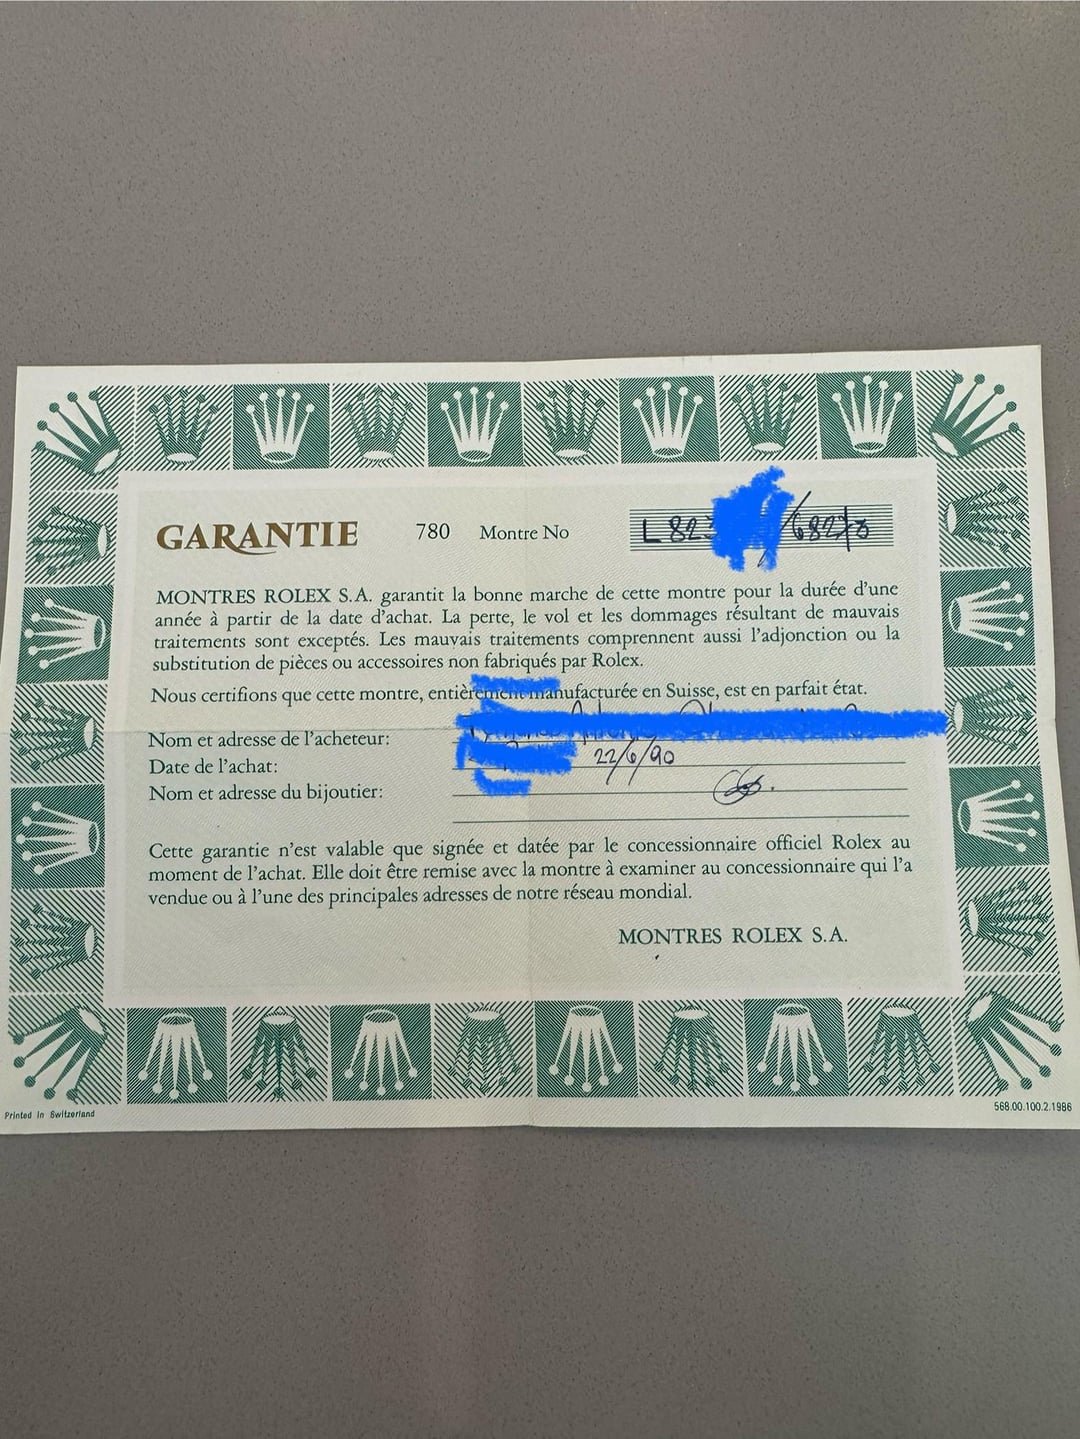 GARANTIE 780 Montre No L 823 /68273
MONTRES ROLEX S.A. garantit la bonne marche de cette montre pour la durée d'une
année à partir de la date d'achat. La perte, le vol et les dommages résultant de mauvais
traitements sont exceptés. Les mauvais traitements comprennent aussi l'adjonction ou la
substitution de pièces ou accessoires non fabriqués par Rolex.
Nous certifions que cette montre, entièrement manufacturée en Suisse, est en parfait état.
Nom et adresse de l'acheteur:
Date de l'achat: 22/6/90
Nom et adresse du bijoutier:
Cette garantie n'est valable que signée et datée par le concessionnaire officiel Rolex au
moment de l'achat. Elle doit être remise avec la montre à examiner au concessionnaire qui l'a
vendue ou à l'une des principales adresses de notre réseau mondial.
MONTRES ROLEX S.A.
Printed in Switzerland
568.00.100.2.1986